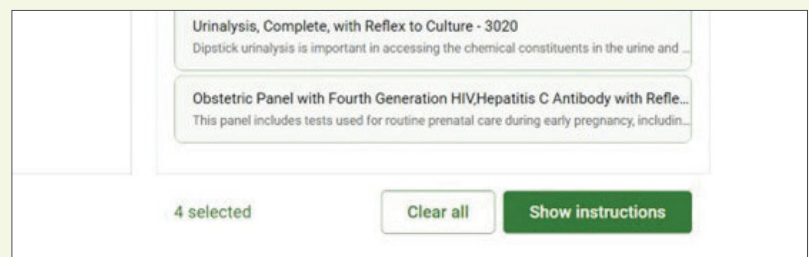 Urinalysis, Complete, with Reflex to Culture - 3020
Dipstick urinalysis is important in accessing the chemical constituents in the urine and ...
Obstetric Panel with Fourth Generation HIV,Hepatitis C Antibody with Refle...
This panel includes tests used for routine prenatal care during early pregnancy, includin...
4 selected
Clear all
Show instructions